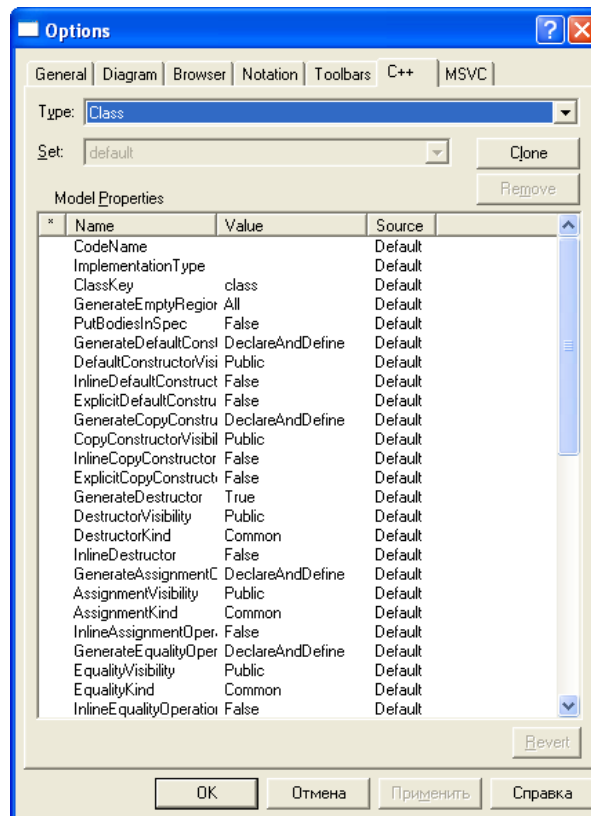 Options
General Diagram Browser Notation Toolbars C++ MSVC
Type: Class
Set: default Clone
Remove
Model Properties
* Name Value Source
CodeName Default
ImplementationType Default
ClassKey class Default
GenerateEmptyRegior All Default
PutBodiesInSpec False Default
GenerateDefaultConst DeclareAndDefine Default
DefaultConstructorVisi Public Default
InlineDefaultConstruct False Default
ExplicitDefaultConstru False Default
GenerateCopyConstru DeclareAndDefine Default
CopyConstructorVisibil Public Default
InlineCopyConstructor False Default
ExplicitCopyConstructo False Default
GenerateDestructor True Default
DestructorVisibility Public Default
DestructorKind Common Default
InlineDestructor False Default
GenerateAssignmentC DeclareAndDefine Default
AssignmentVisibility Public Default
AssignmentKind Common Default
InlineAssignmentOper False Default
GenerateEqualityOper DeclareAndDefine Default
EqualityVisibility Public Default
EqualityKind Common Default
InlineEqualityOperatior False Default
Revert
OK Отмена Применить Справка